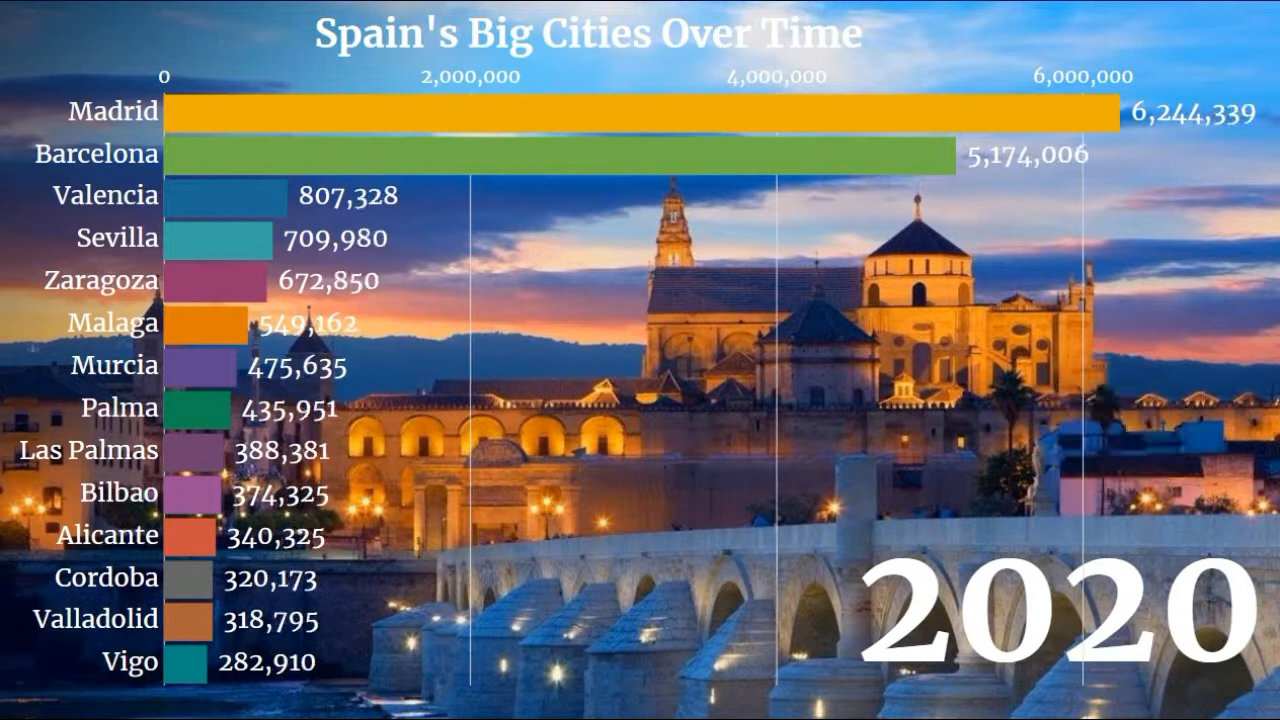 Spain's Big Cities Over Time
0 2,000,000 4,000,000 6,000,000
Madrid 6,244,339
Barcelona 5,174,006
Valencia 807,328
Sevilla 709,980
Zaragoza 672,850
Malaga 549,162
Murcia 475,635
Palma 435,951
Las Palmas 388,381
Bilbao 374,325
Alicante 340,325
Cordoba 320,173
Valladolid 318,795
Vigo 282,910
2020